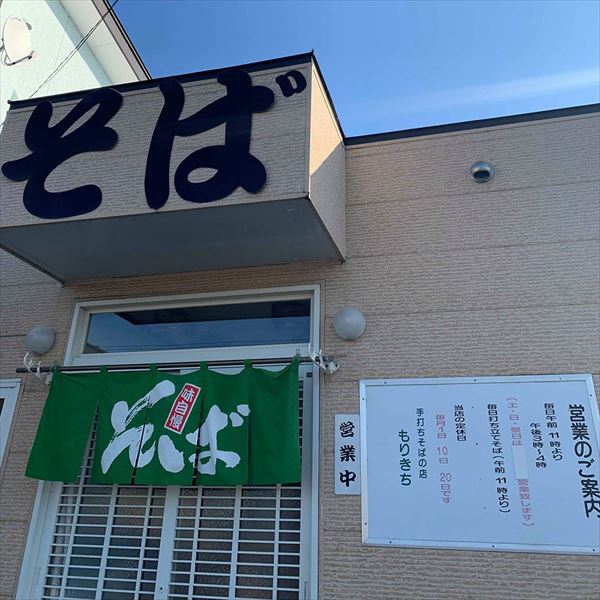 そば
そば
味自慢
営業中
営業のご案内
毎日午前 11時より
午後3時～4時
(土・日・祭日は 営業致します)
毎日打ち立てそば(午前 11時より)
当店の定休日
毎月1日 10日 20日です
手打ちそばの店
もりきち